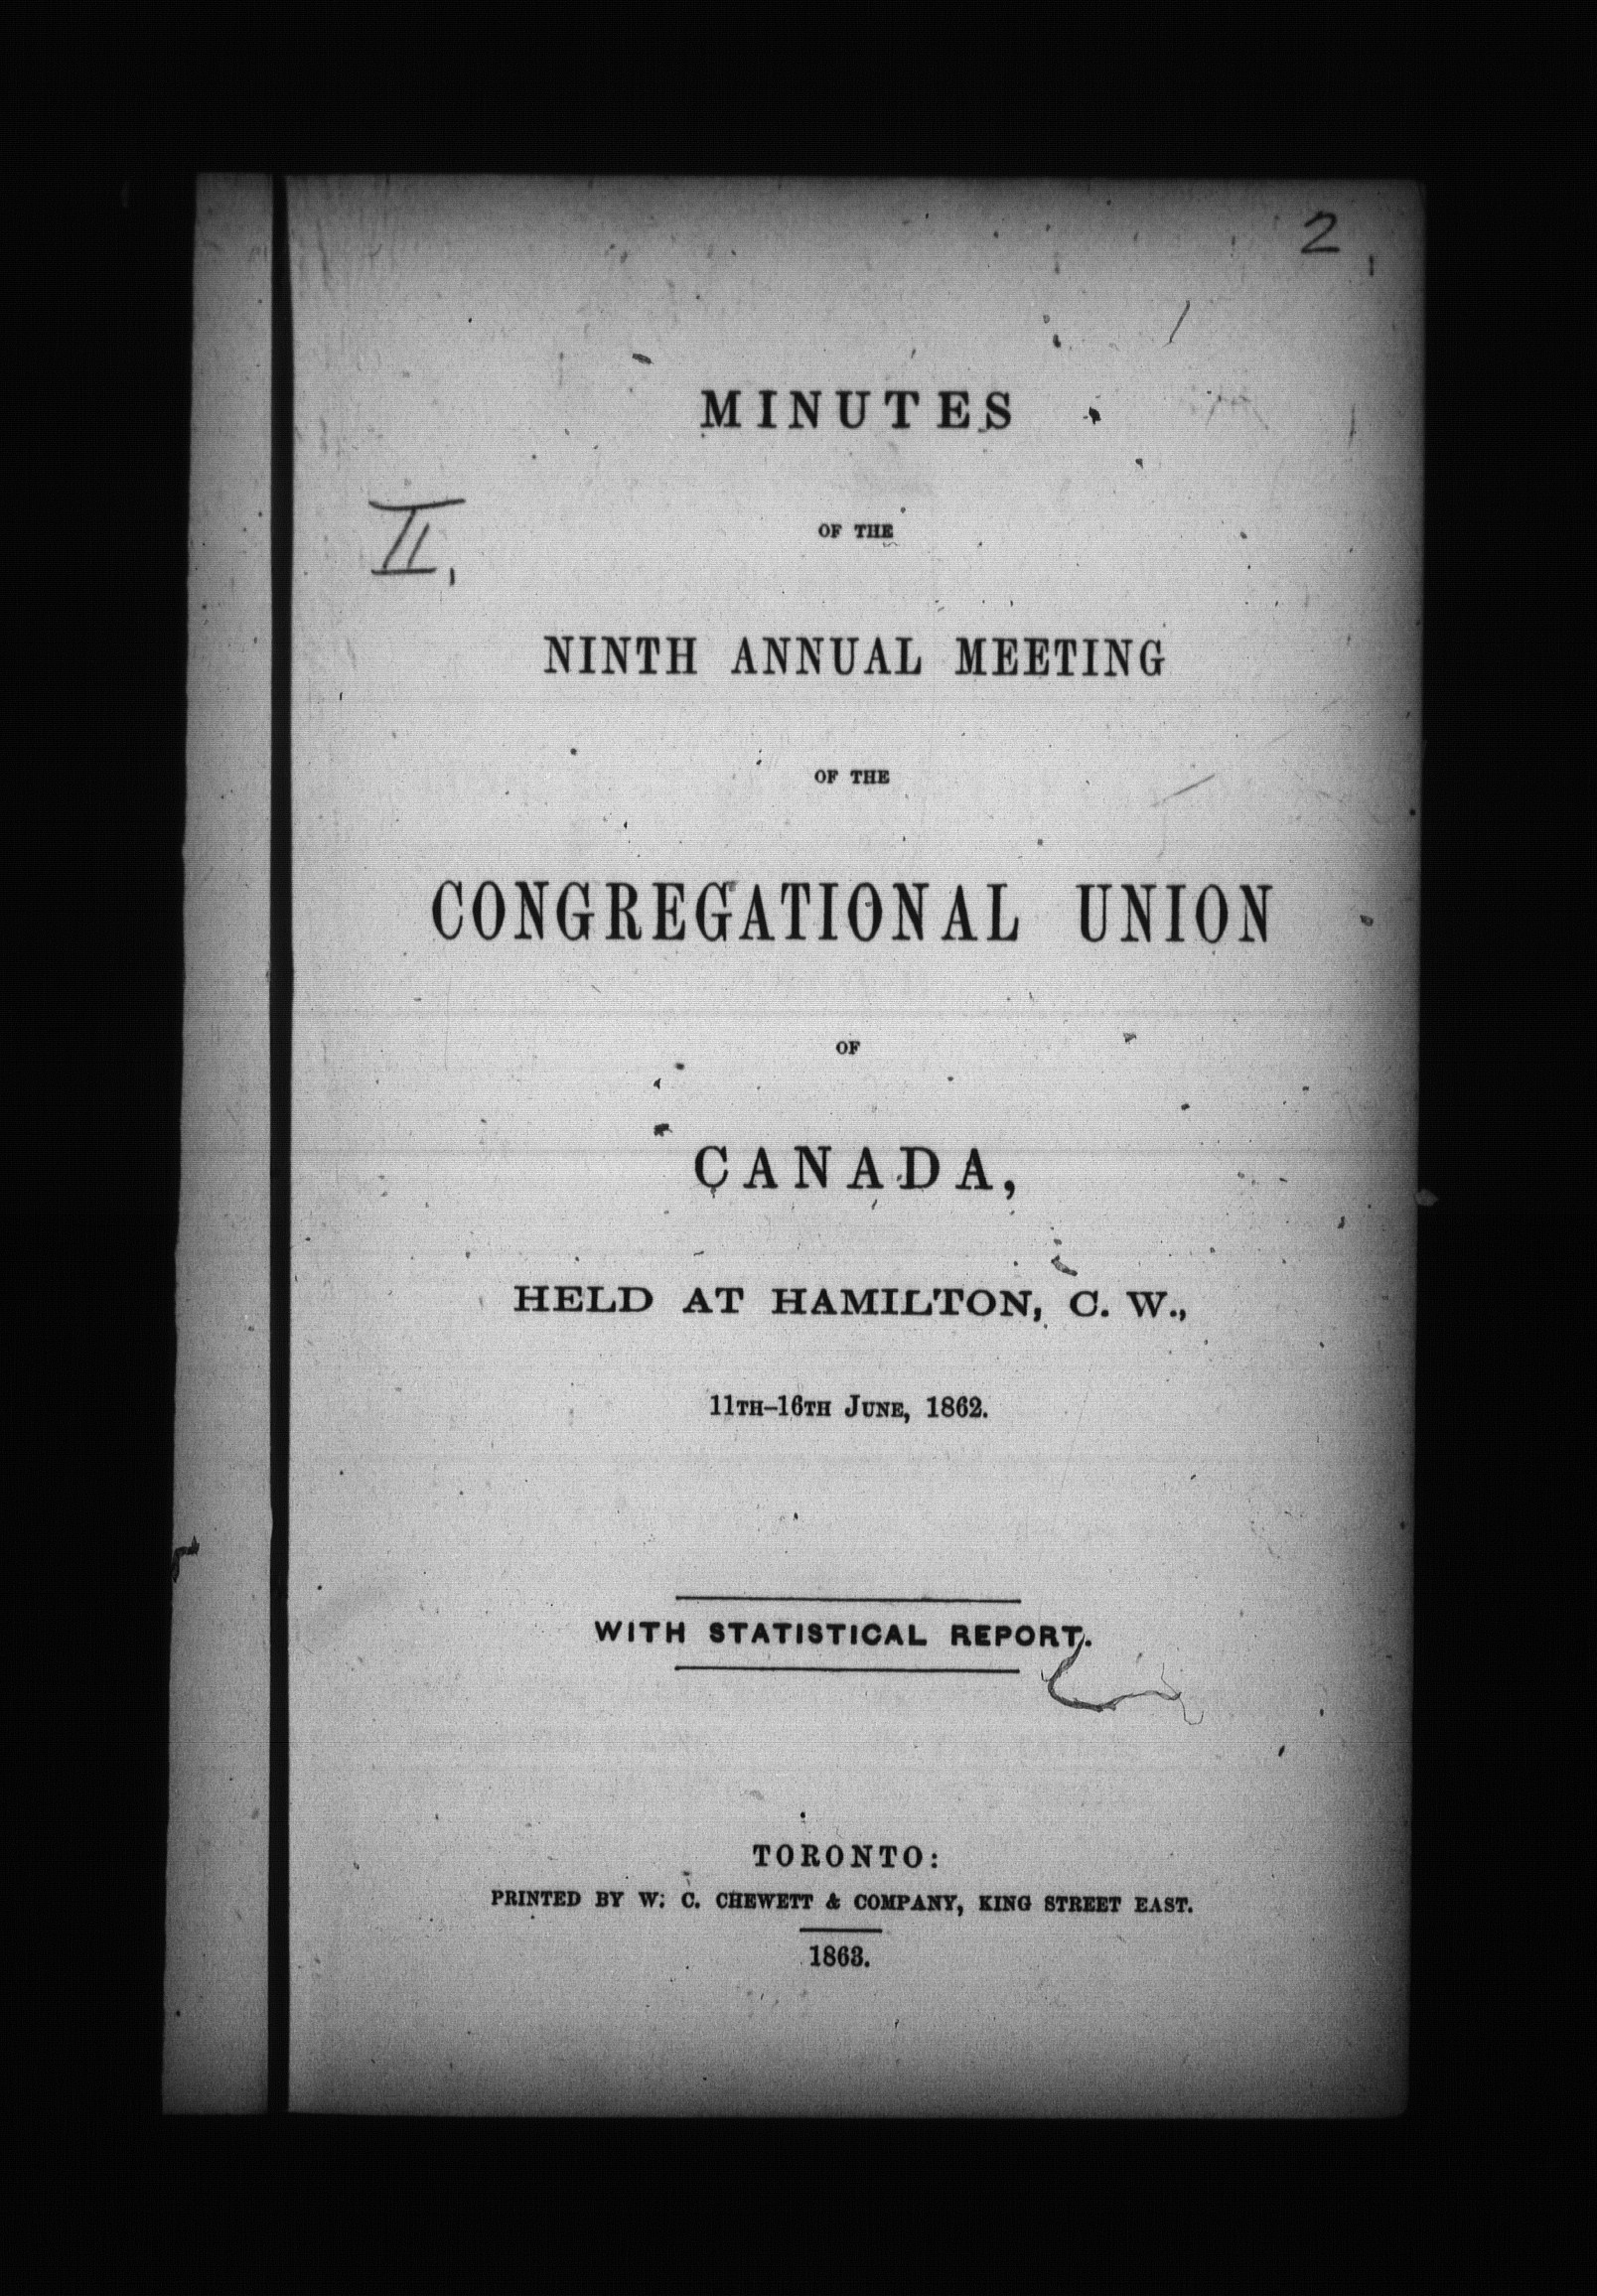 2
MINUTES
II,
OF THE
NINTH ANNUAL MEETING
OF THE
CONGREGATIONAL UNION
OF
CANADA,
HELD AT HAMILTON, C. W.,
11TH-16TH JUNE, 1862.
WITH STATISTICAL REPORT.
TORONTO:
PRINTED BY W. C. CHEWETT & COMPANY, KING STREET EAST.
1863.